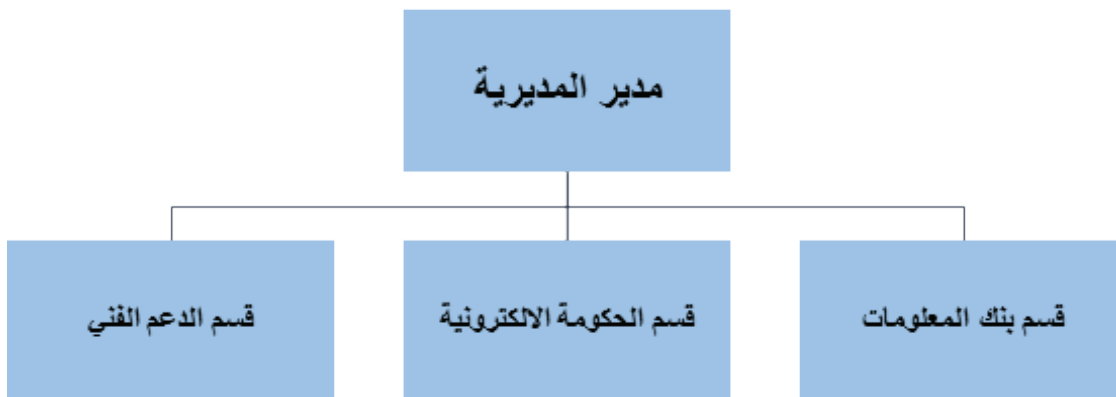 مدير المديرية
قسم بنك المعلومات
قسم الحكومة الالكترونية
قسم الدعم الفني